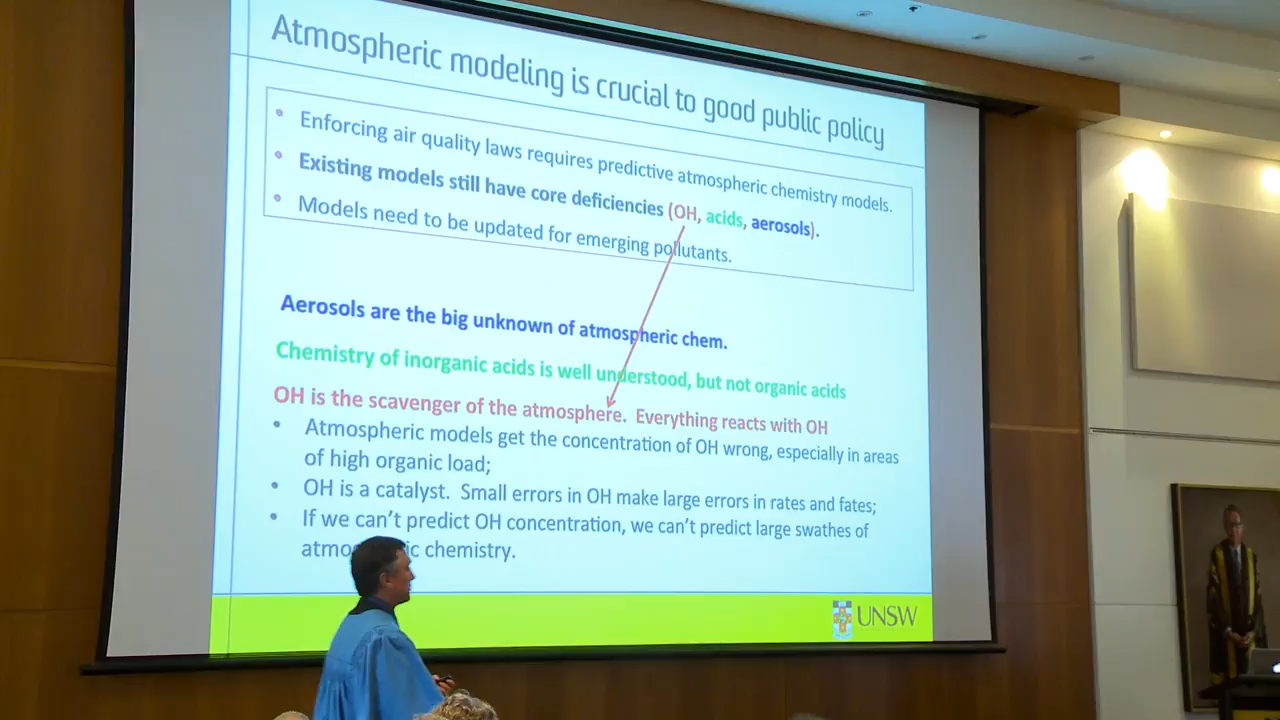 Atmospheric modeling is crucial to good public policy
• Enforcing air quality laws requires predictive atmospheric chemistry models.
• Existing models still have core deficiencies (OH, acids, aerosols).
• Models need to be updated for emerging pollutants.
Aerosols are the big unknown of atmospheric chem.
Chemistry of inorganic acids is well understood, but not organic acids
OH is the scavenger of the atmosphere. Everything reacts with OH
• Atmospheric models get the concentration of OH wrong, especially in areas
of high organic load;
• OH is a catalyst. Small errors in OH make large errors in rates and fates;
• If we can't predict OH concentration, we can't predict large swathes of
atmo ic chemistry.
UNSW